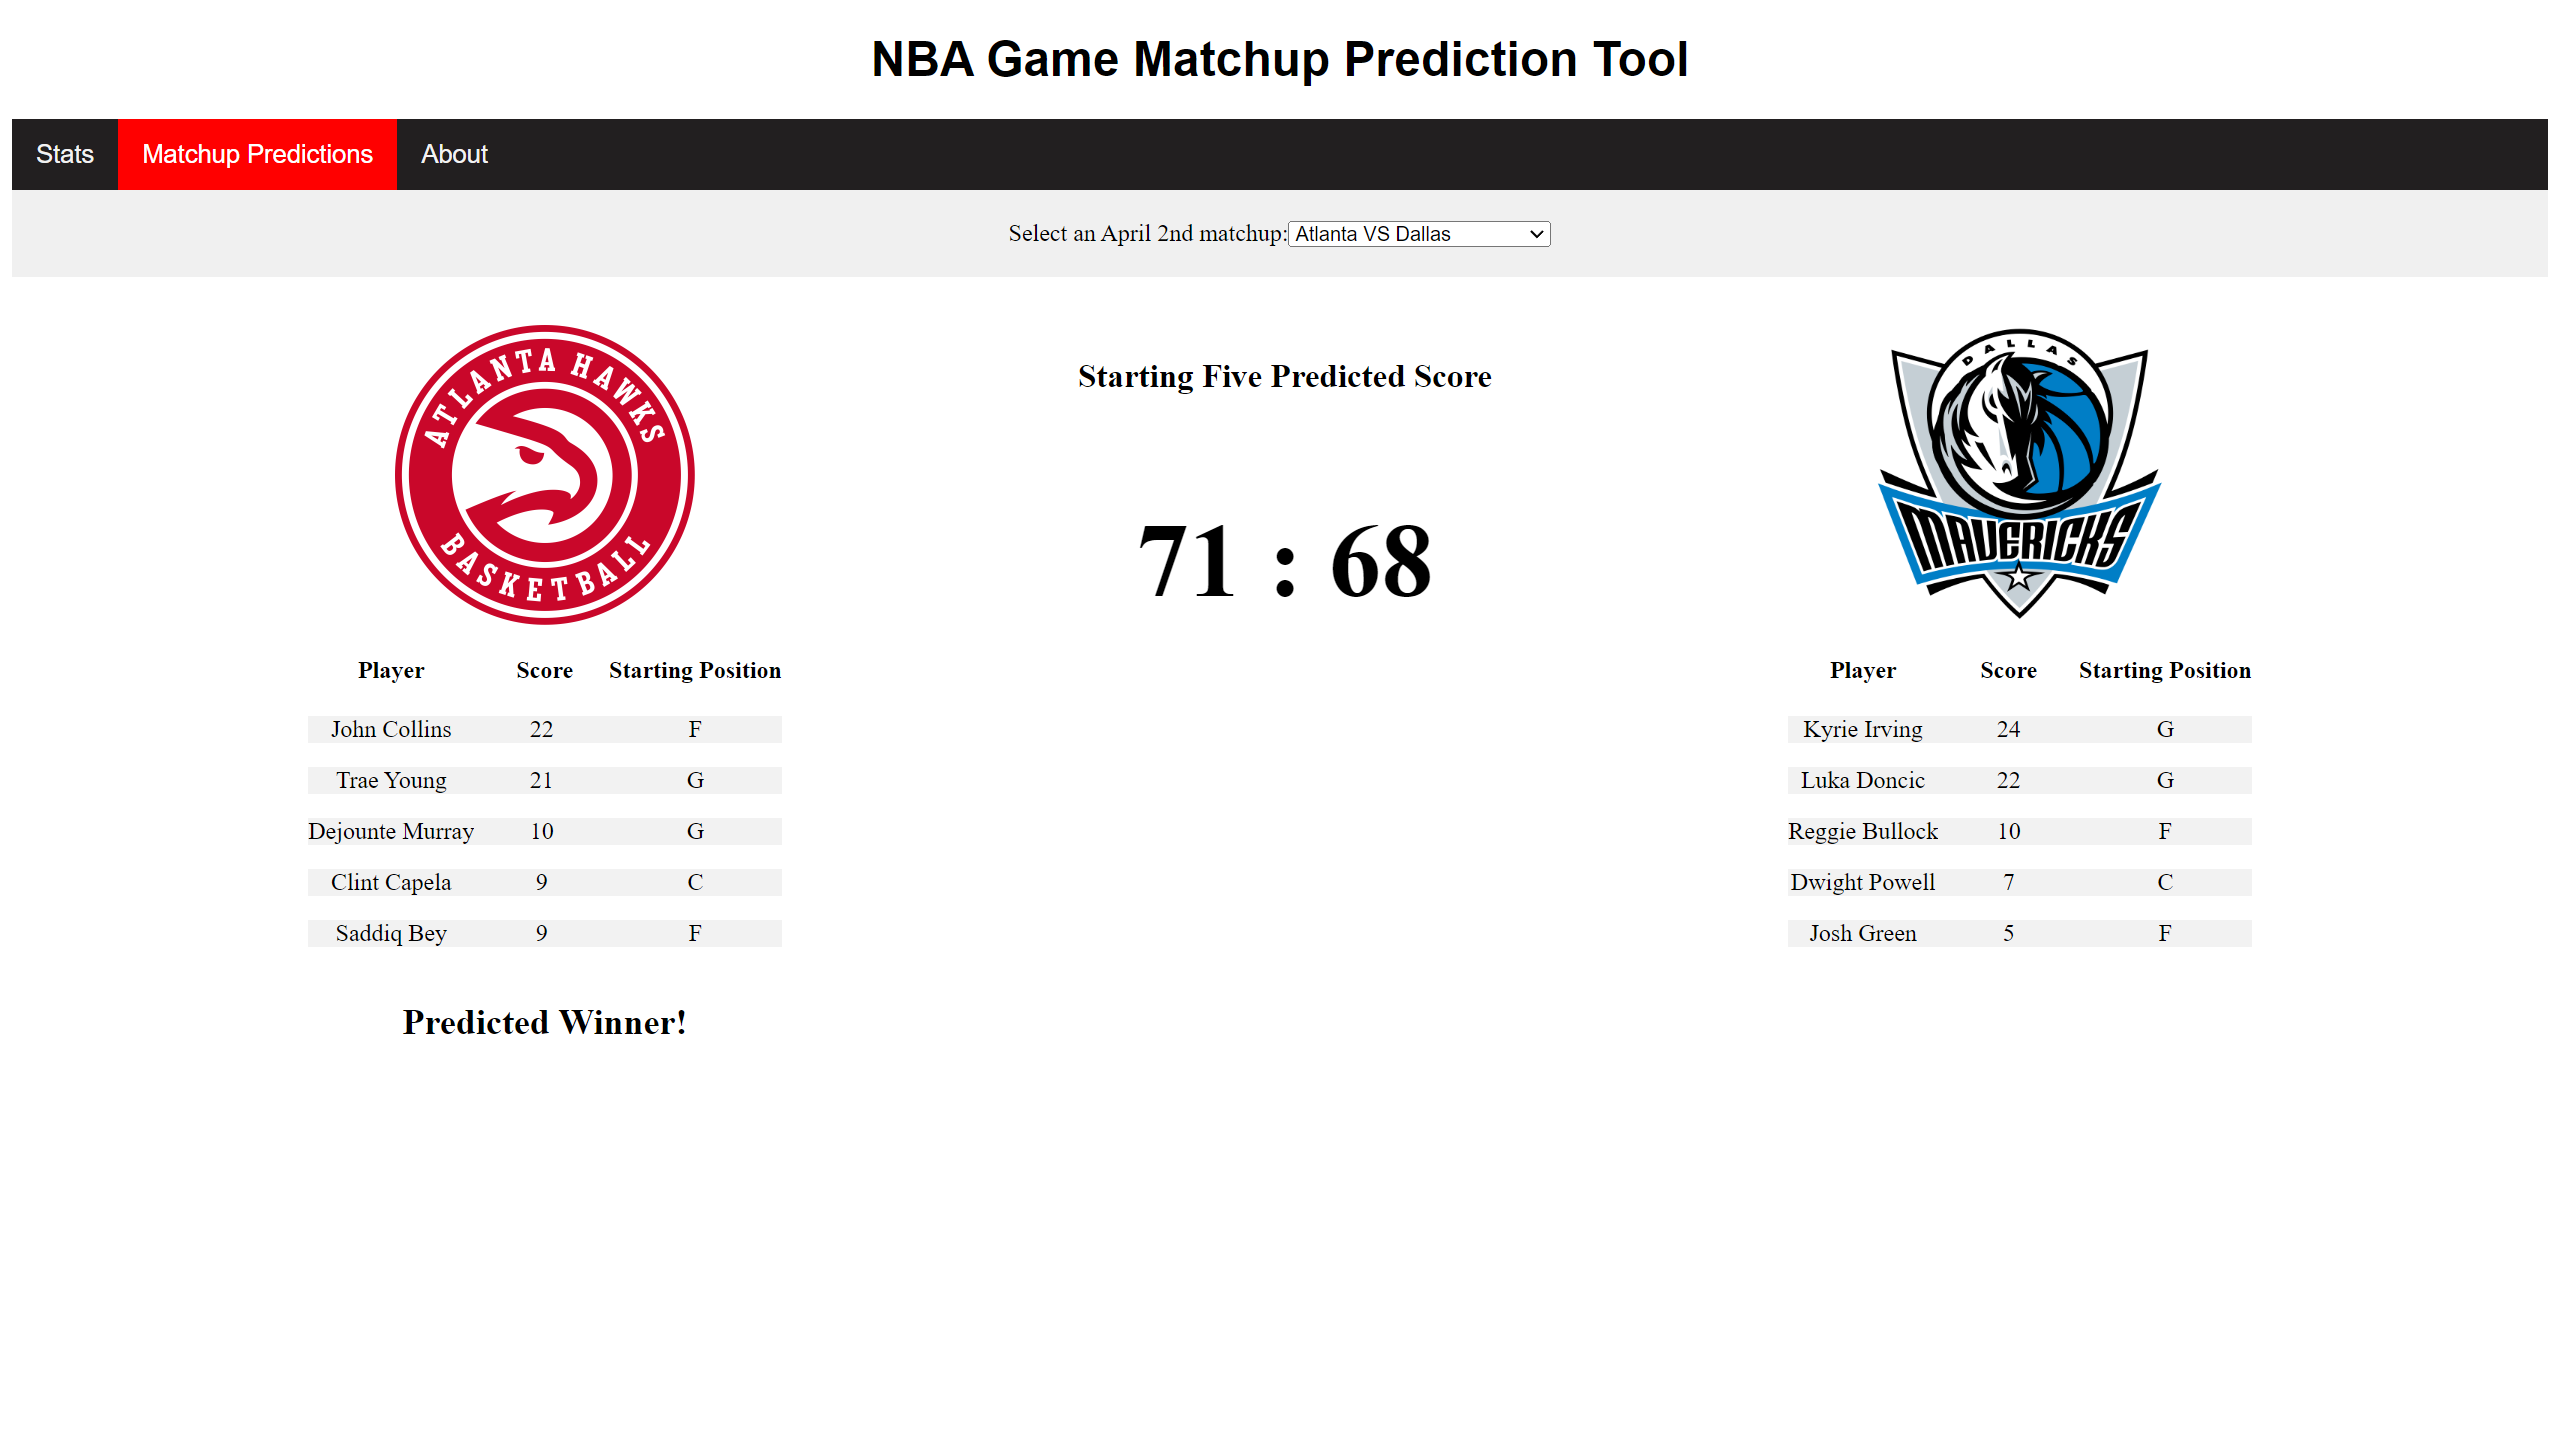 NBA Game Matchup Prediction Tool
Stats Matchup Predictions About
Select an April 2nd matchup: Atlanta VS Dallas
ATLANTA HAWKS
BASKETBALL
Starting Five Predicted Score
71 : 68
DALLAS
MAVERICKS
Player Score Starting Position
John Collins 22 F
Trae Young 21 G
Dejounte Murray 10 G
Clint Capela 9 C
Saddiq Bey 9 F
Predicted Winner!
Player Score Starting Position
Kyrie Irving 24 G
Luka Doncic 22 G
Reggie Bullock 10 F
Dwight Powell 7 C
Josh Green 5 F